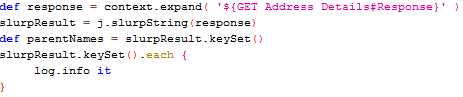 def response = context.expand( '${GET Address Details#Response}' )
slurpResult = j.slurpString(response)
def parentNames = slurpResult.keySet()
slurpResult.keySet().each {
log.info it
}